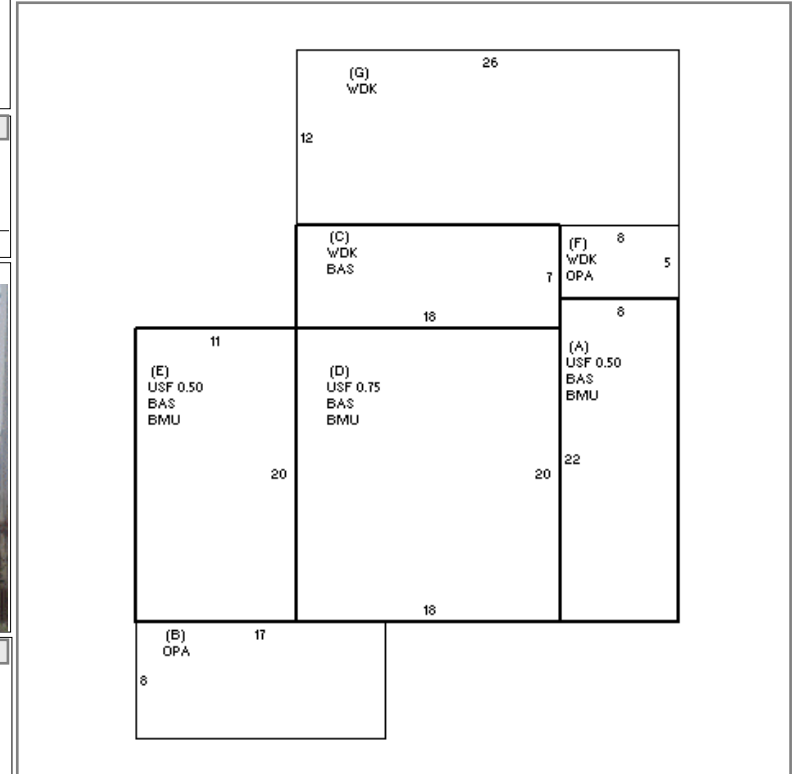 26
(G)
WDK
12
(C)
WDK
BAS
7
18
(F)
WDK
OPA
8
5
8
11
(E)
USF 0.50
BAS
BMU
20
(D)
USF 0.75
BAS
BMU
20
18
(A)
USF 0.50
BAS
BMU
22
(B)
OPA
17
8